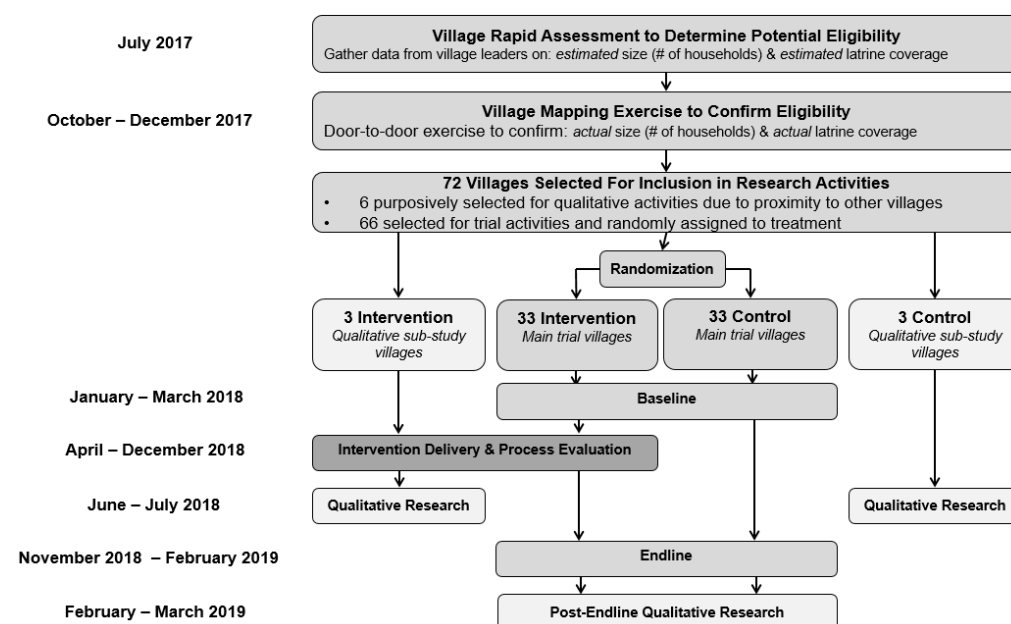 July 2017
Village Rapid Assessment to Determine Potential Eligibility
Gather data from village leaders on: estimated size (# of households) & estimated latrine coverage
October – December 2017
Village Mapping Exercise to Confirm Eligibility
Door-to-door exercise to confirm: actual size (# of households) & actual latrine coverage
72 Villages Selected For Inclusion in Research Activities
• 6 purposively selected for qualitative activities due to proximity to other villages
• 66 selected for trial activities and randomly assigned to treatment
Randomization
3 Intervention
Qualitative sub-study
villages
33 Intervention
Main trial villages
33 Control
Main trial villages
3 Control
Qualitative sub-study
villages
January – March 2018
Baseline
April – December 2018
Intervention Delivery & Process Evaluation
June – July 2018
Qualitative Research
Qualitative Research
November 2018 – February 2019
Endline
February – March 2019
Post-Endline Qualitative Research